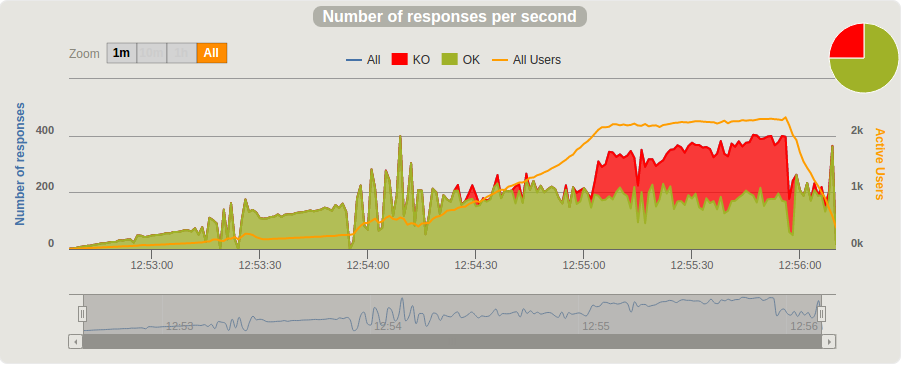 Number of responses per second
Zoom 1m 10m 1h All
All KO OK All Users
Number of responses
400
200
0
2k
1k
0k
Active Users
12:53:00 12:53:30 12:54:00 12:54:30 12:55:00 12:55:30 12:56:00
12:53 12:54 12:55 12:56